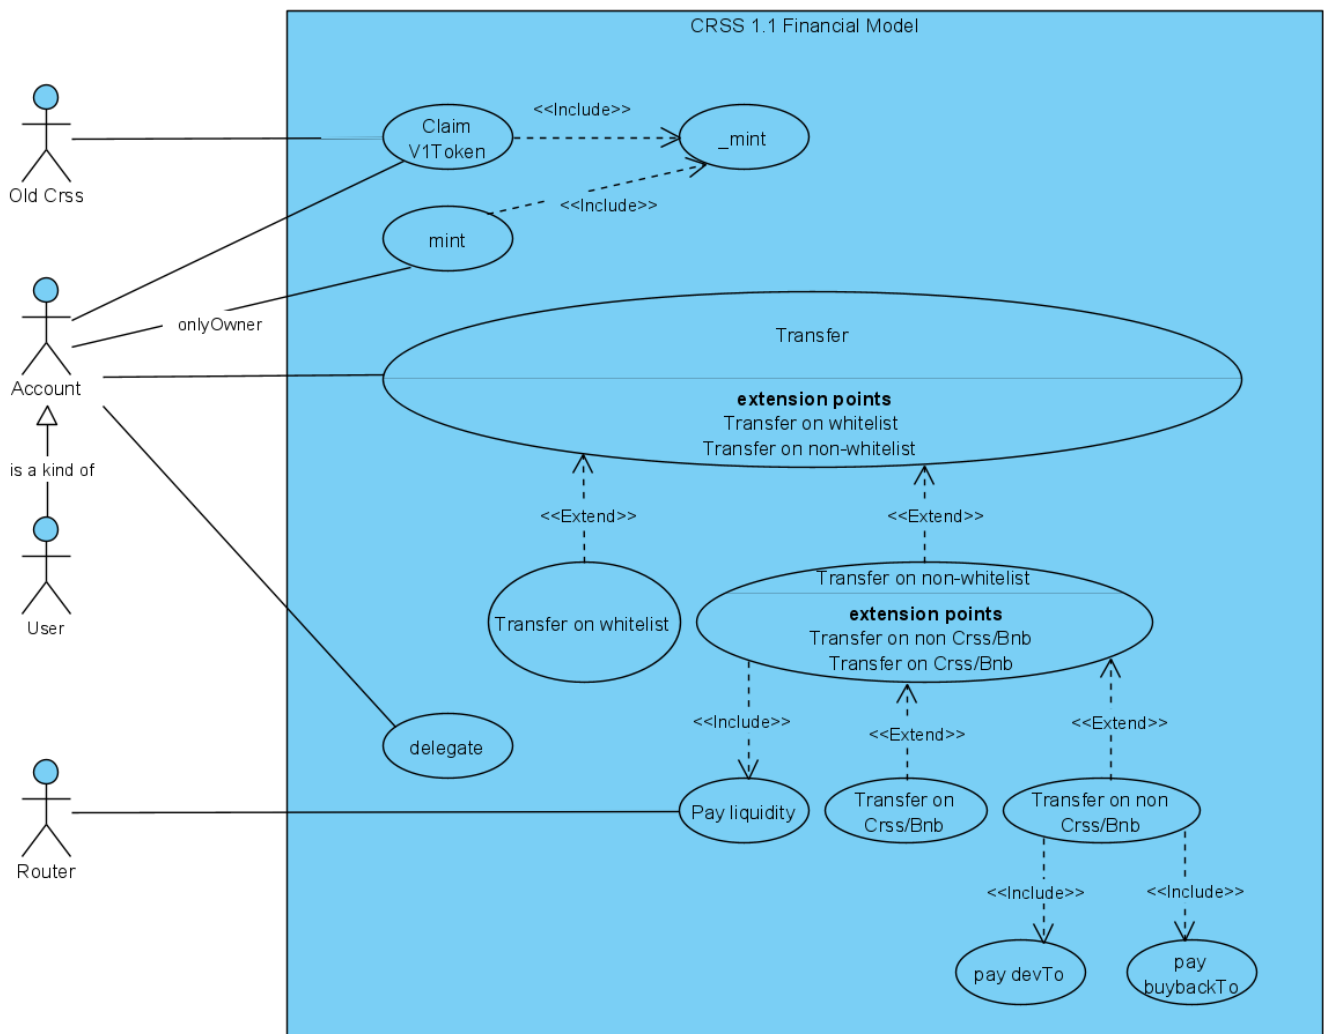 CRSS 1.1 Financial Model
Old Crss
Claim
V1Token
<<Include>>
_mint
<<Include>>
mint
onlyOwner
Account
Transfer
extension points
Transfer on whitelist
Transfer on non-whitelist
is a kind of
User
<<Extend>>
<<Extend>>
Transfer on whitelist
Transfer on non-whitelist
extension points
Transfer on non Crss/Bnb
Transfer on Crss/Bnb
delegate
<<Include>>
<<Extend>>
<<Extend>>
Router
Pay liquidity
Transfer on
Crss/Bnb
Transfer on non
Crss/Bnb
<<Include>>
<<Include>>
pay devTo
pay
buybackTo